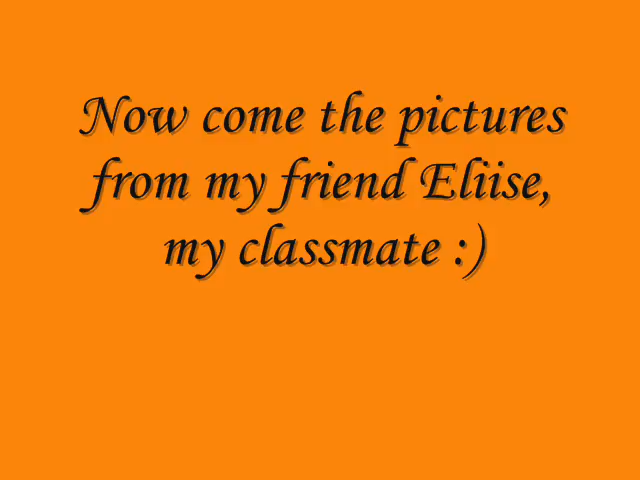 Now come the pictures
from my friend Eliise,
my classmate :)